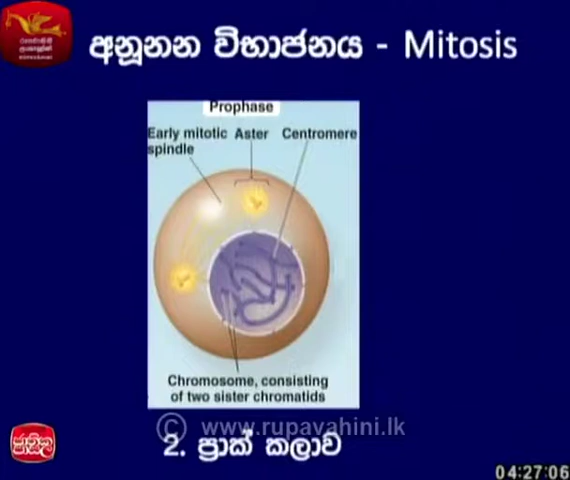 අනූනන විභාජනය - Mitosis
Prophase
Early mitotic spindle
Aster
Centromere
Chromosome, consisting
of two sister chromatids
© www.rupavahini.lk
2. ප්‍රාක් කලාව
04:27:06